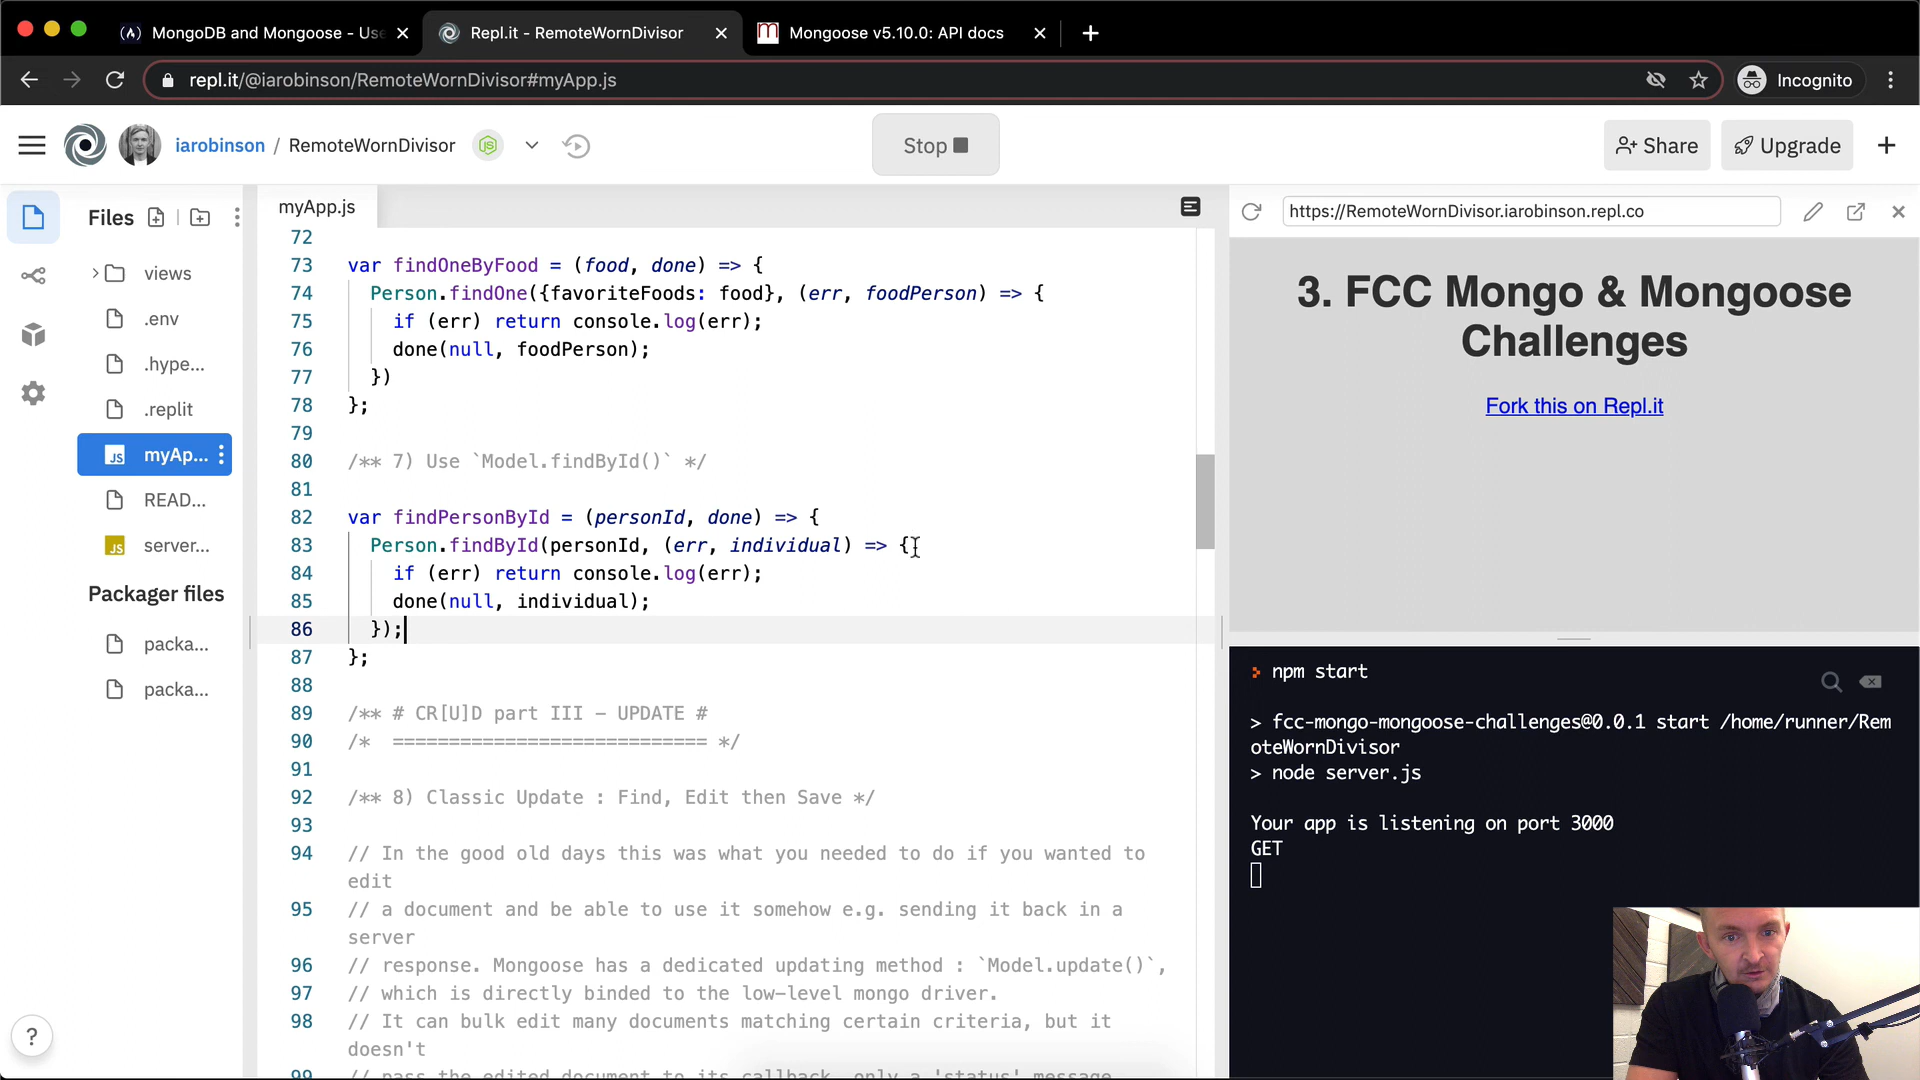 MongoDB and Mongoose - Use
Repl.it - RemoteWornDivisor
Mongoose v5.10.0: API docs
repl.it/@iarobinson/RemoteWornDivisor#myApp.js
Incognito
iarobinson / RemoteWornDivisor
Stop
Share
Upgrade
Files
views
.env
.hype...
.replit
myAp...
READ...
server...
Packager files
packa...
packa...
myApp.js
72
73 var findOneByFood = (food, done) => {
74 Person.findOne({favoriteFoods: food}, (err, foodPerson) => {
75 if (err) return console.log(err);
76 done(null, foodPerson);
77 })
78 };
79
80 /** 7) Use `Model.findById()` */
81
82 var findPersonById = (personId, done) => {
83 Person.findById(personId, (err, individual) => {
84 if (err) return console.log(err);
85 done(null, individual);
86 });
87 };
88
89 /** # CR[U]D part III - UPDATE #
90 /* ============================ */
91
92 /** 8) Classic Update : Find, Edit then Save */
93
94 // In the good old days this was what you needed to do if you wanted to
edit
95 // a document and be able to use it somehow e.g. sending it back in a
server
96 // response. Mongoose has a dedicated updating method : `Model.update()`,
97 // which is directly binded to the low-level mongo driver.
98 // It can bulk edit many documents matching certain criteria, but it
doesn't
99 // pass the edited document to its callback, only a 'status' message.
https://RemoteWornDivisor.iarobinson.repl.co
3. FCC Mongo & Mongoose
Challenges
Fork this on Repl.it
npm start
> fcc-mongo-mongoose-challenges@0.0.1 start /home/runner/Rem
oteWornDivisor
> node server.js
Your app is listening on port 3000
GET
?